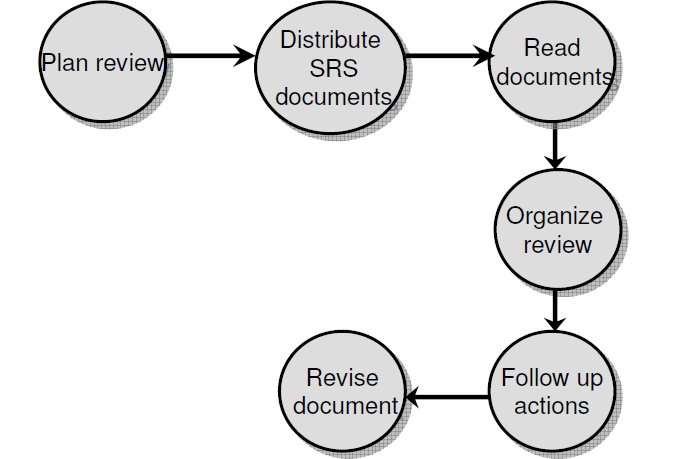 Plan review
Distribute
SRS
documents
Read
documents
Organize
review
Follow up
actions
Revise
document